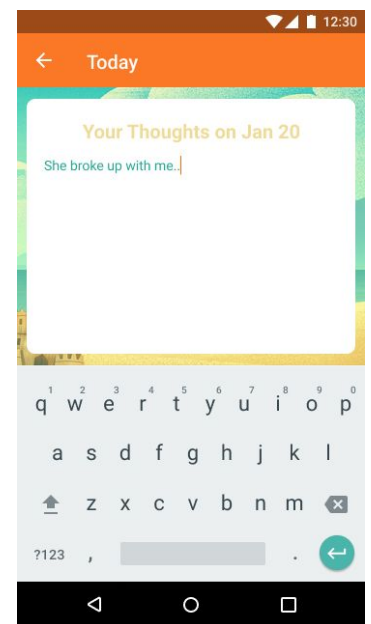 12:30
Today
Your Thoughts on Jan 20
She broke up with me..
1 2 3 4 5 6 7 8 9 0
q w e r t y u i o p
a s d f g h j k l
z x c v b n m
?123 , .